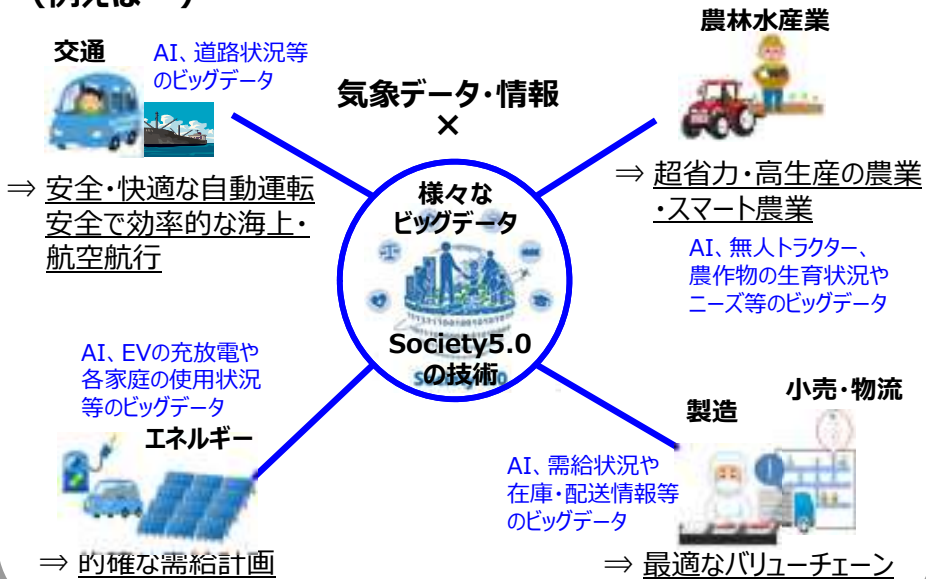 (例えば・・)
交通
AI、道路状況等
のビッグデータ
⇒ 安全・快適な自動運転
安全で効率的な海上・
航空航行
気象データ・情報
×
様々な
ビッグデータ
Society5.0
の技術
農林水産業
⇒ 超省力・高生産の農業
・スマート農業
AI、無人トラクター、
農作物の生育状況や
ニーズ等のビッグデータ
AI、EVの充放電や
各家庭の使用状況
等のビッグデータ
エネルギー
⇒ 的確な需給計画
製造
小売・物流
AI、需給状況や
在庫・配送情報等
のビッグデータ
⇒ 最適なバリューチェーン